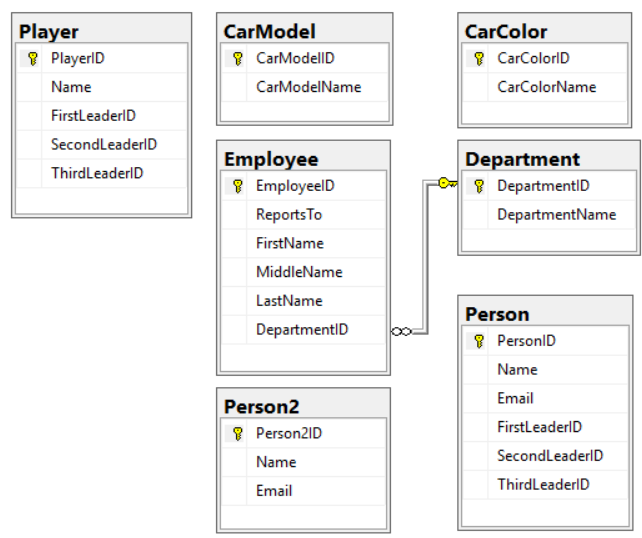 Player
PlayerID
Name
FirstLeaderID
SecondLeaderID
ThirdLeaderID
CarModel
CarModelID
CarModelName
CarColor
CarColorID
CarColorName
Employee
EmployeeID
ReportsTo
FirstName
MiddleName
LastName
DepartmentID
Department
DepartmentID
DepartmentName
Person2
Person2ID
Name
Email
Person
PersonID
Name
Email
FirstLeaderID
SecondLeaderID
ThirdLeaderID